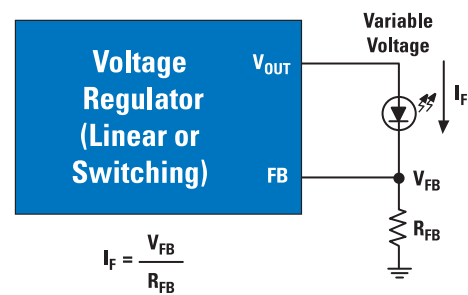 Variable
Voltage
Voltage
Regulator
(Linear or
Switching)
VOUT
IF
FB
VFB
RFB
IF = VFB
RFB